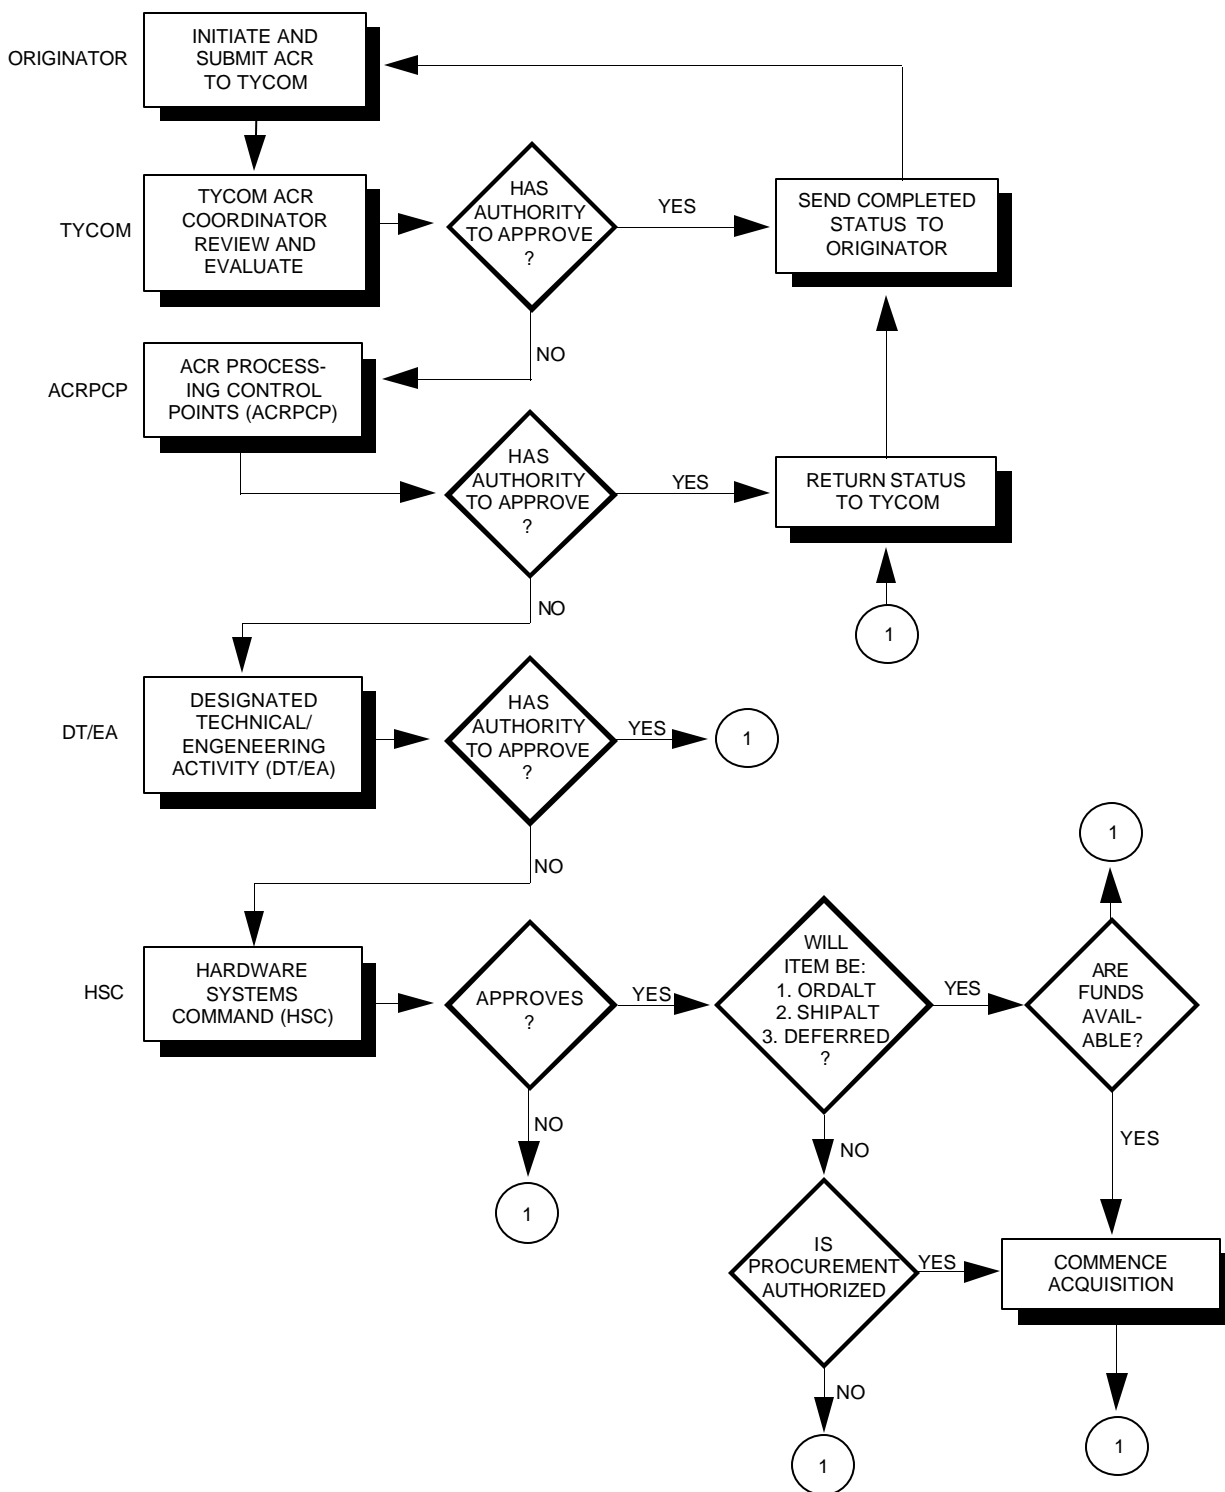 ORIGINATOR
INITIATE AND
SUBMIT ACR
TO TYCOM
TYCOM
TYCOM ACR
COORDINATOR
REVIEW AND
EVALUATE
HAS
AUTHORITY
TO APPROVE
?
YES
SEND COMPLETED
STATUS TO
ORIGINATOR
NO
ACRPCP
ACR PROCESS-
ING CONTROL
POINTS (ACRPCP)
HAS
AUTHORITY
TO APPROVE
?
YES
RETURN STATUS
TO TYCOM
NO
1
DT/EA
DESIGNATED
TECHNICAL/
ENGENEERING
ACTIVITY (DT/EA)
HAS
AUTHORITY
TO APPROVE
?
YES
1
NO
1
HSC
HARDWARE
SYSTEMS
COMMAND (HSC)
APPROVES
?
YES
WILL
ITEM BE:
1. ORDALT
2. SHIPALT
3. DEFERRED
?
YES
ARE
FUNDS
AVAIL-
ABLE?
NO
1
NO
YES
IS
PROCUREMENT
AUTHORIZED
YES
COMMENCE
ACQUISITION
NO
1
1